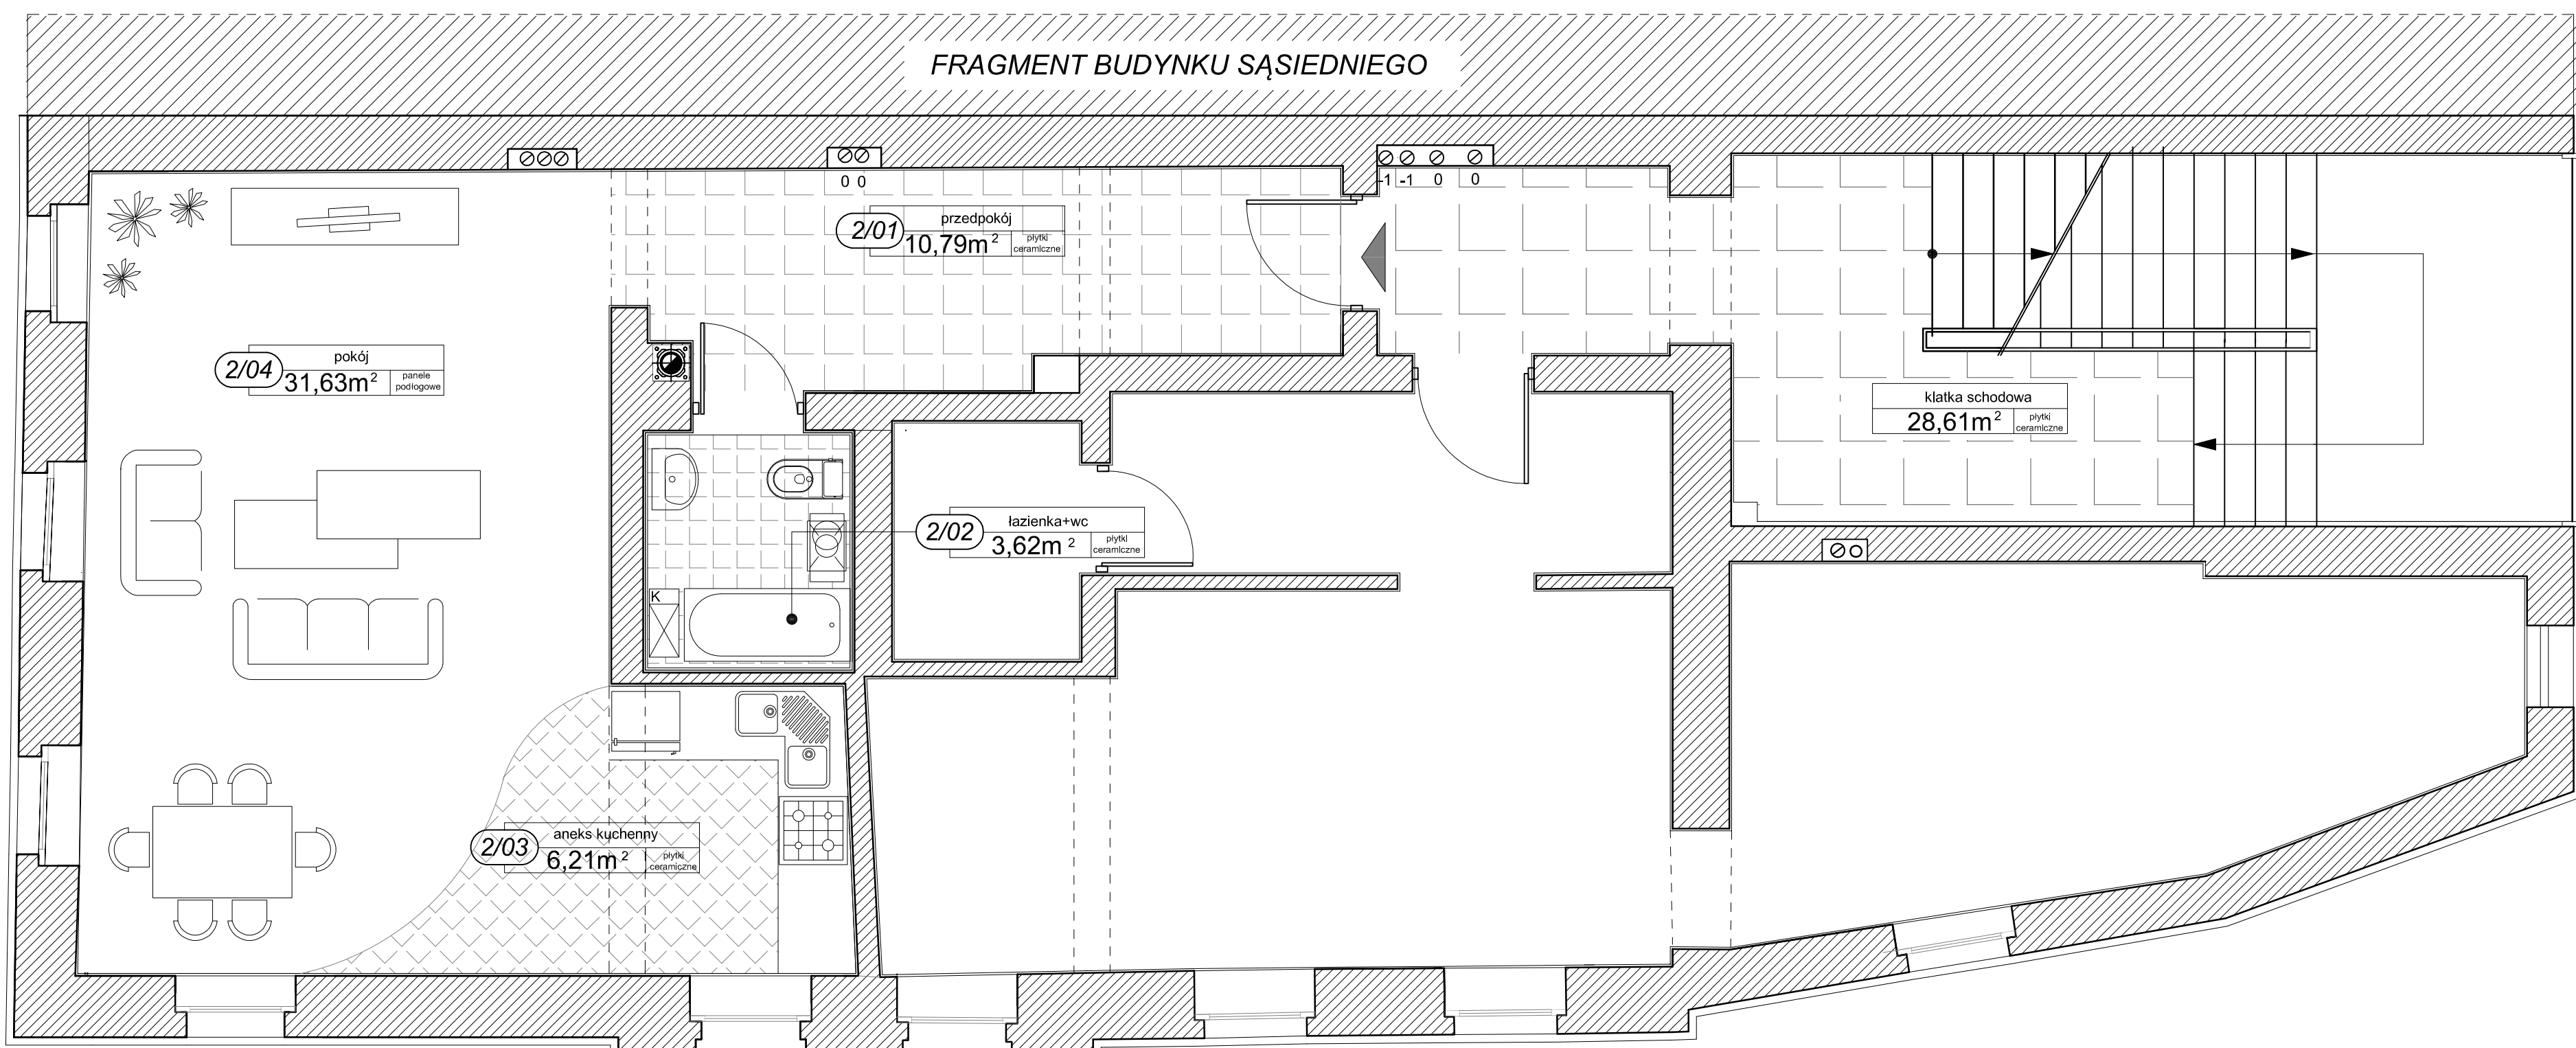 FRAGMENT BUDYNKU SĄSIEDNIEGO
0 0
-1 -1 0 0
2/01
przedpokój
10,79m²
płytki
ceramiczne
2/04
pokój
31,63m²
panele
podłogowe
klatka schodowa
28,61m²
płytki
ceramiczne
2/02
łazienka+wc
3,62m²
płytki
ceramiczne
K
2/03
aneks kuchenny
6,21m²
płytki
ceramiczne